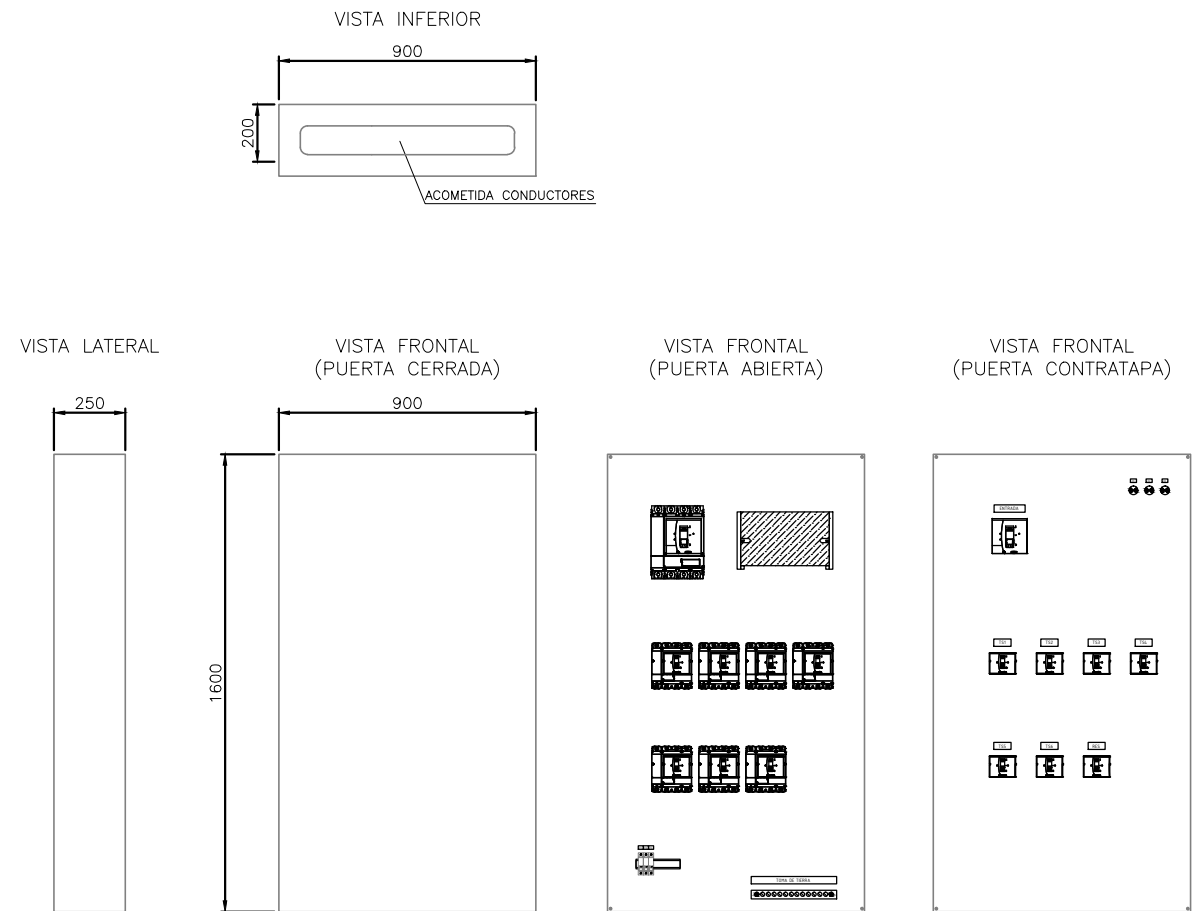 VISTA INFERIOR
900
200
ACOMETIDA CONDUCTORES
VISTA LATERAL
VISTA FRONTAL
(PUERTA CERRADA)
VISTA FRONTAL
(PUERTA ABIERTA)
VISTA FRONTAL
(PUERTA CONTRATAPA)
250
900
1600
ENTRADA
TS1 TS2 TS3 TS4
TS5 TS6 RES
TOMA DE TIERRA